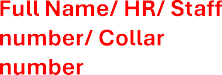 Full Name/ HR/ Staff
number/ Collar
number